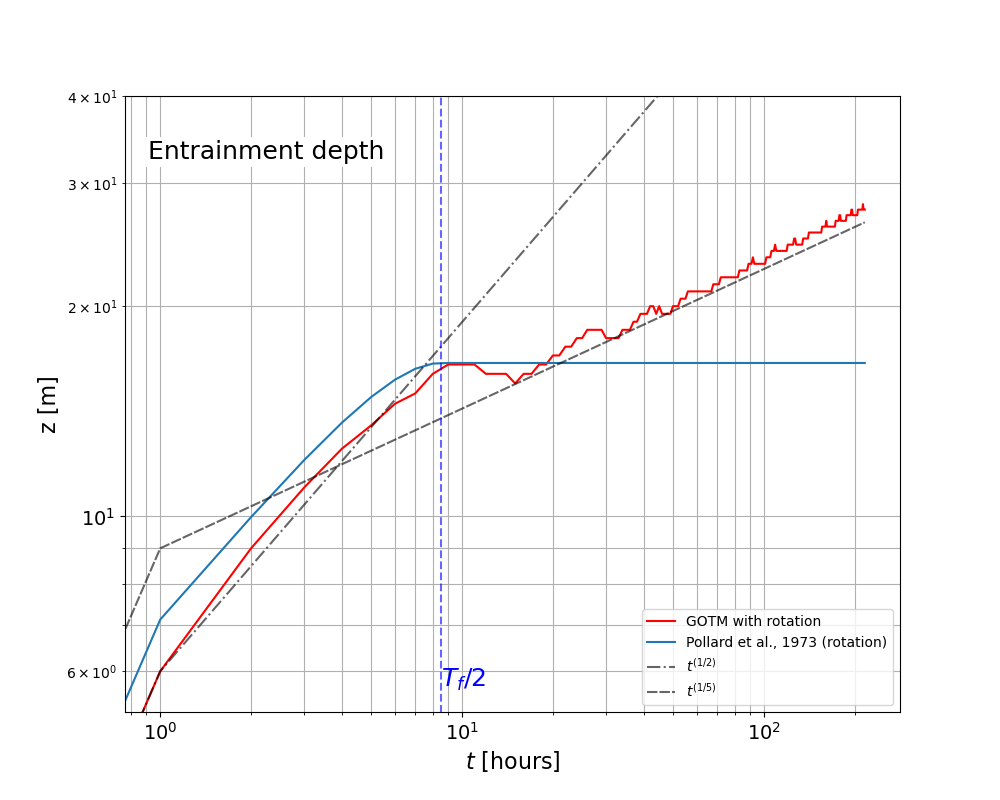 Entrainment depth
4 × 10¹
3 × 10¹
2 × 10¹
10¹
6 × 10⁰
z [m]
T_f/2
GOTM with rotation
Pollard et al., 1973 (rotation)
t^(1/2)
t^(1/5)
10⁰
10¹
10²
t [hours]